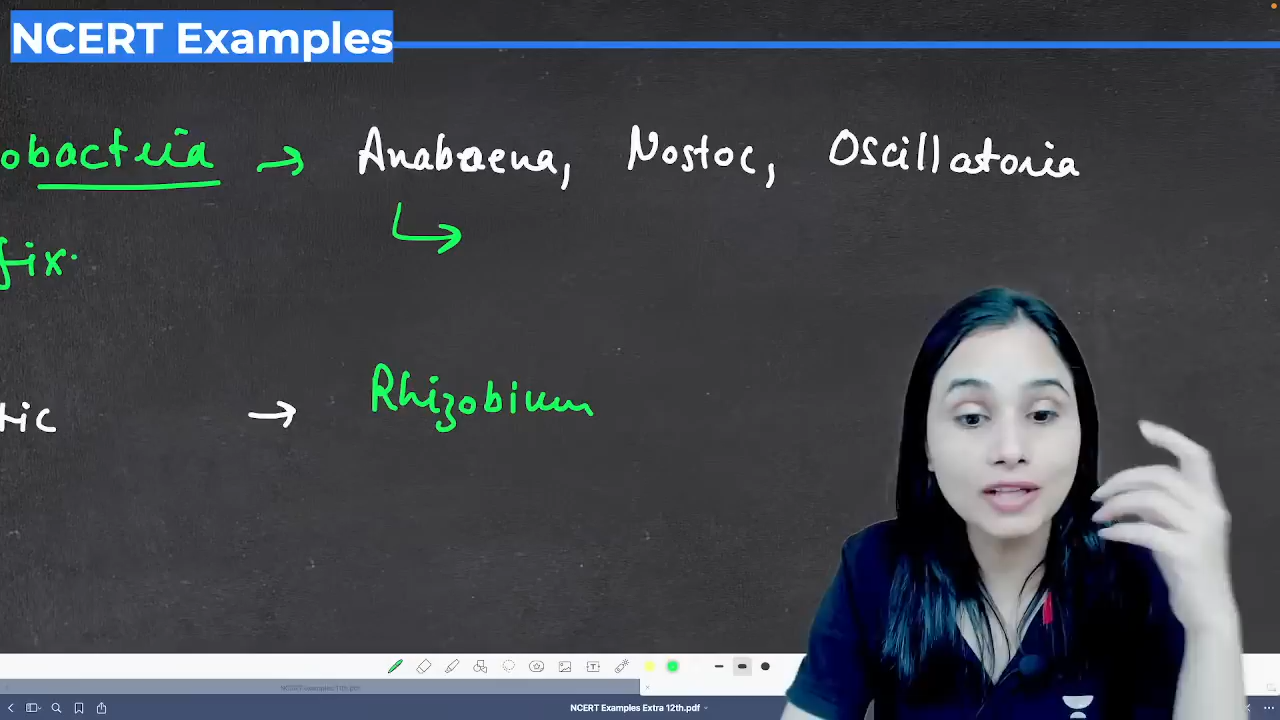 NCERT Examples
obacteria → Anabaena, Nostoc, Oscillatoria
fix.
tic → Rhizobium
NCERT Examples Extra 12th.pdf